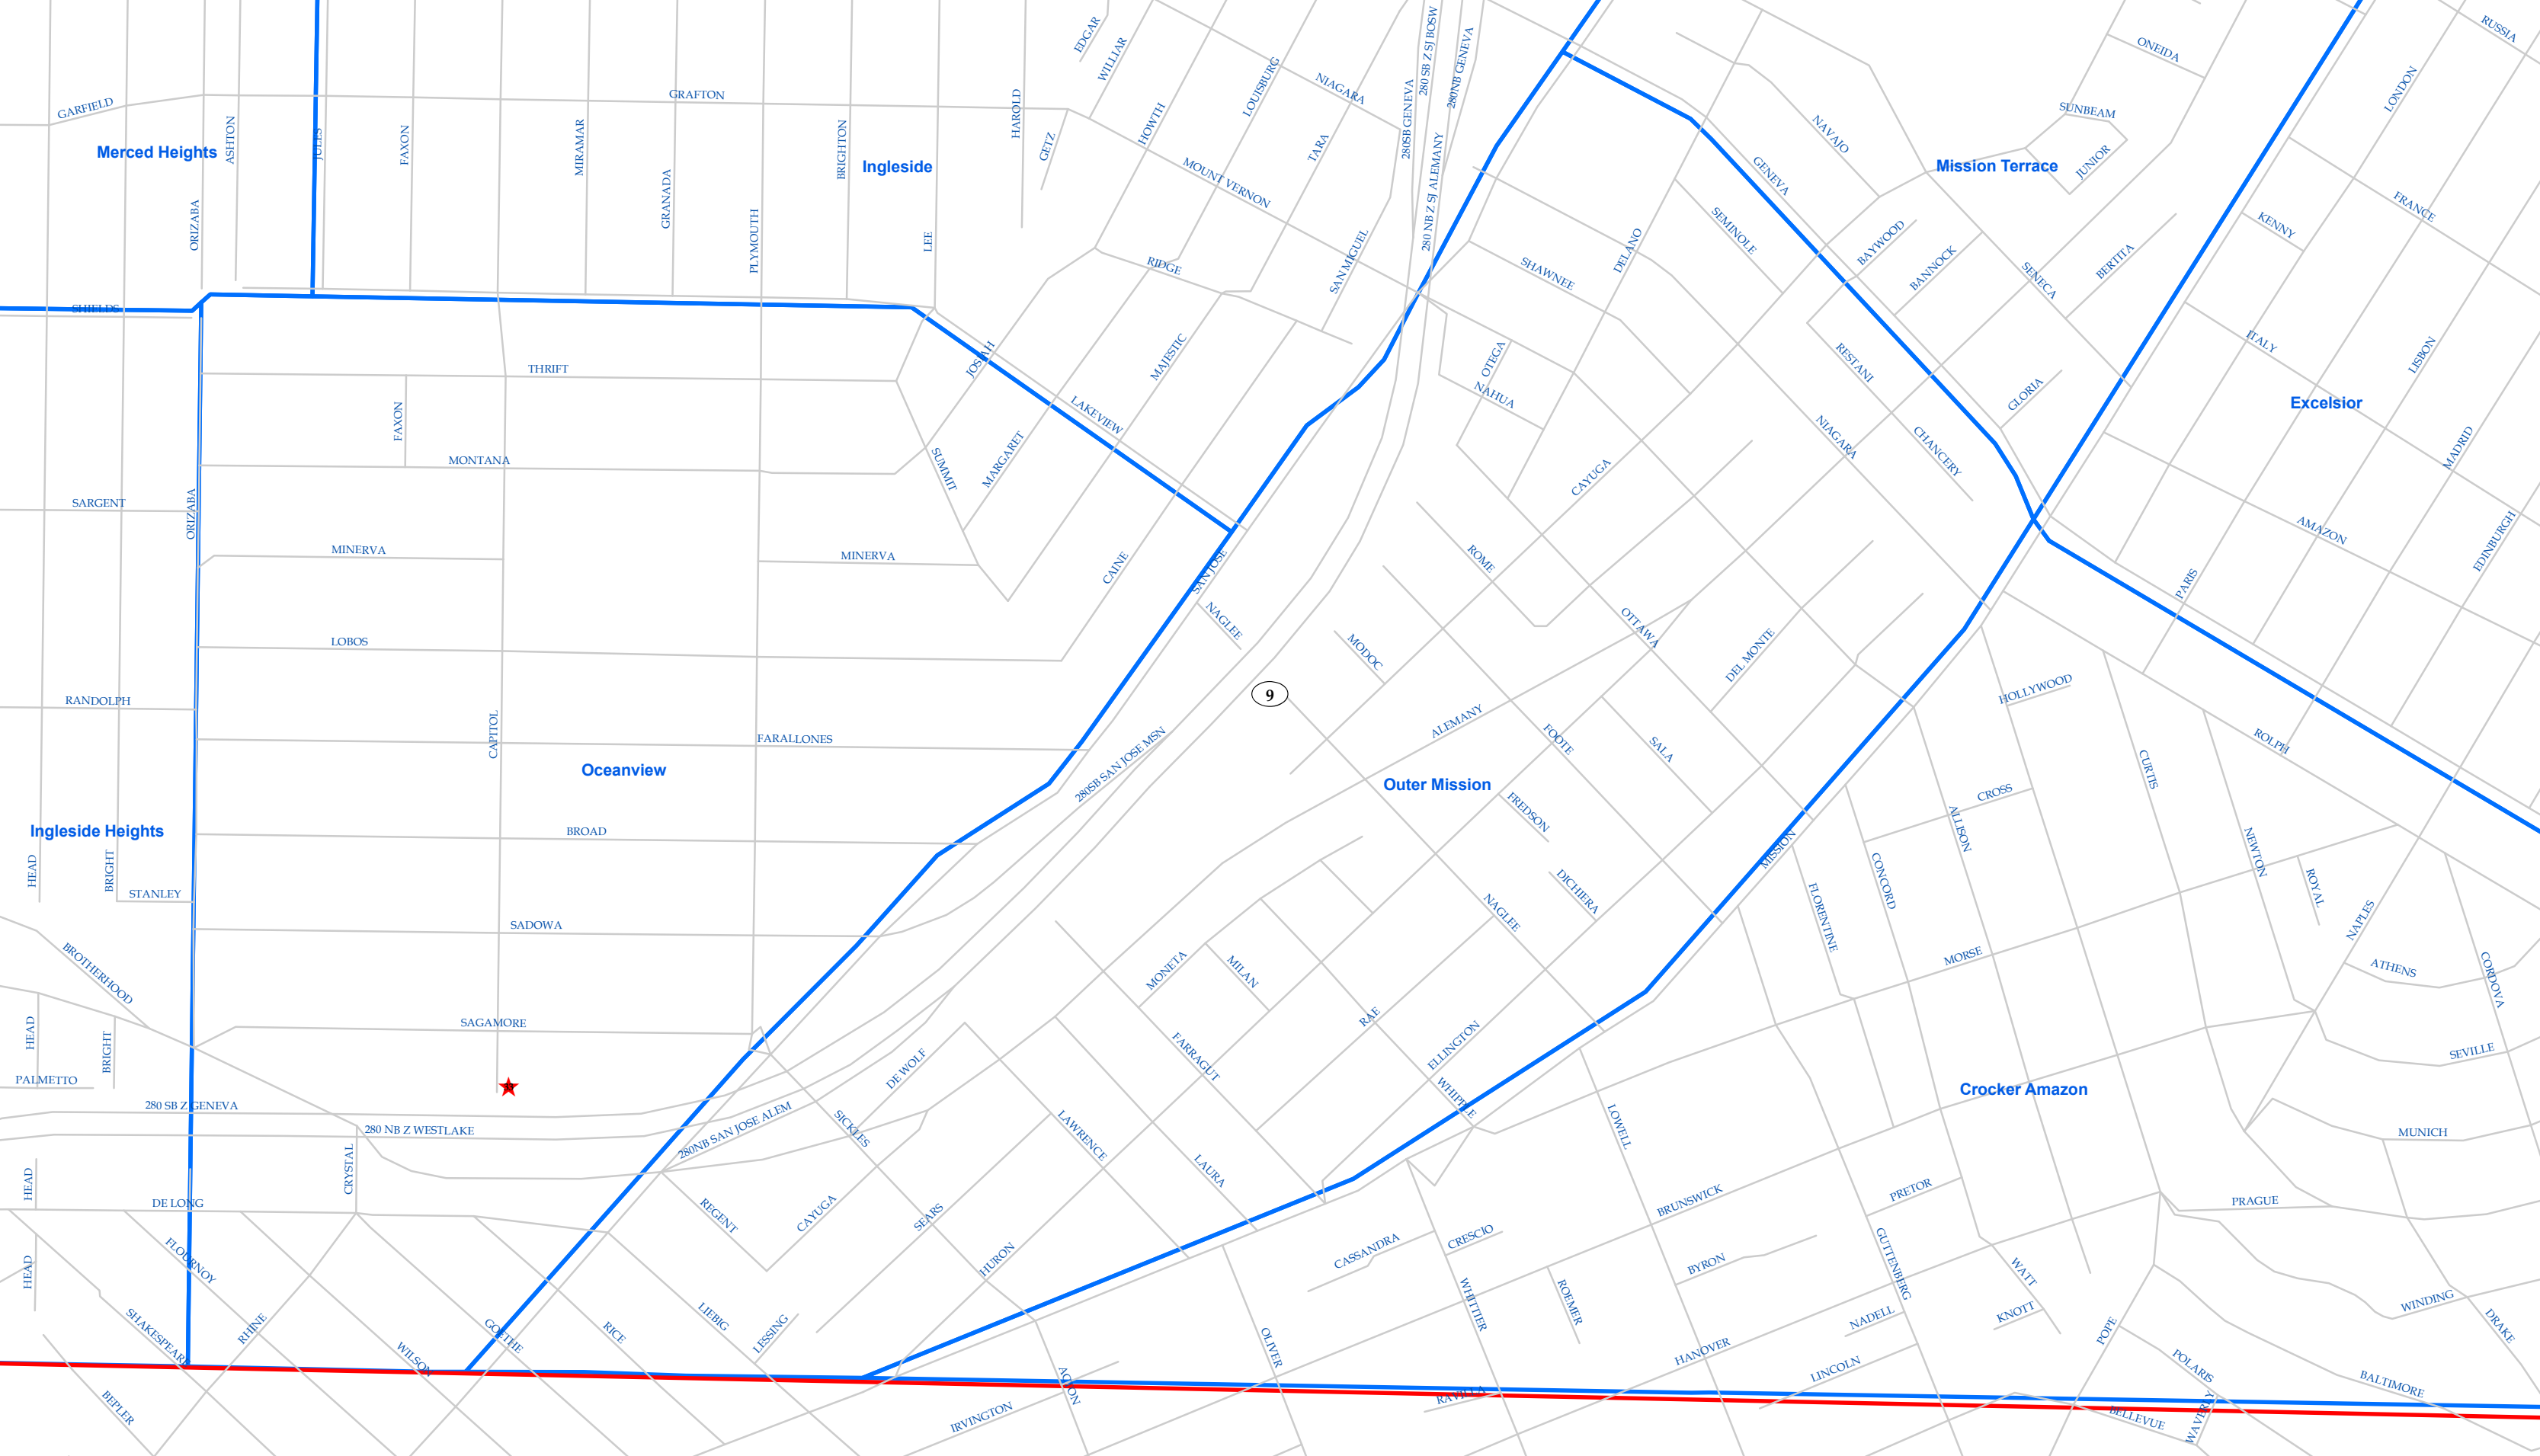 EDGAR
WILLIAR
GARFIELD
GRAFTON
HAROLD
GETZ
HOWTH
LOUISBURG
NIAGARA
TARA
280SB GENEVA
280 SB Z SJ BOSW
280NB GENEVA
280 NB Z SJ ALEMANY
RUSSIA
ONEIDA
LONDON
SUNBEAM
NAVAJO
JUNIOR
Merced Heights
ASHTON
JULES
FAXON
MIRAMAR
BRIGHTON
Ingleside
Mission Terrace
ORIZABA
GRANADA
PLYMOUTH
LEE
MOUNT VERNON
GENEVA
FRANCE
KENNY
SEMINOLE
BAYWOOD
BANNOCK
SENECA
BERTITA
RIDGE
SAN MIGUEL
SHAWNEE
DELANO
SHIELDS
THRIFT
JOSIAH
MAJESTIC
OTEGA
NAHUA
RESTANI
GLORIA
ITALY
LISBON
Excelsior
FAXON
LAKEVIEW
NIAGARA
CHANCERY
MADRID
MONTANA
SUMMIT
MARGARET
CAYUGA
SARGENT
ORIZABA
AMAZON
EDINBURGH
MINERVA
MINERVA
CAINE
SAN JOSE
ROME
PARIS
NAGLEE
LOBOS
MODOC
OTTAWA
DEL MONTE
RANDOLPH
9
HOLLYWOOD
CAPITOL
FARALLONES
280SB SAN JOSE MSN
ALEMANY
FOOTE
SALA
ROLPH
CURTIS
Oceanview
Outer Mission
CROSS
Ingleside Heights
BROAD
FREDSON
ALLISON
MISSION
NEWTON
HEAD
BRIGHT
STANLEY
CONCORD
ROYAL
DICHIERA
FLORENTINE
NAGLEE
NAPLES
SADOWA
BROTHERHOOD
MONETA
MILAN
MORSE
ATHENS
CORDOVA
SAGAMORE
HEAD
BRIGHT
RAE
ELLINGTON
FARRAGUT
DE WOLF
SEVILLE
PALMETTO
Crocker Amazon
280 SB Z GENEVA
280 NB Z WESTLAKE
280NB SAN JOSE ALEM
SICKLES
LAWRENCE
WHIPPLE
LOWELL
MUNICH
CRYSTAL
HEAD
LAURA
DE LONG
REGENT
CAYUGA
SEARS
BRUNSWICK
PRETOR
PRAGUE
FLOURNOY
HURON
CASSANDRA
CRESCIO
BYRON
GUTTENBERG
WATT
HEAD
SHAKESPEARE
RHINE
GOETHE
RICE
LIEBIG
LESSING
WHITTIER
ROEMER
NADELL
KNOTT
WINDING
DRAKE
POPE
WILSON
OLIVER
HANOVER
LINCOLN
POLARIS
BALTIMORE
BEPLER
ACTON
IRVINGTON
RAVILLA
BELLEVUE
WAVERLY